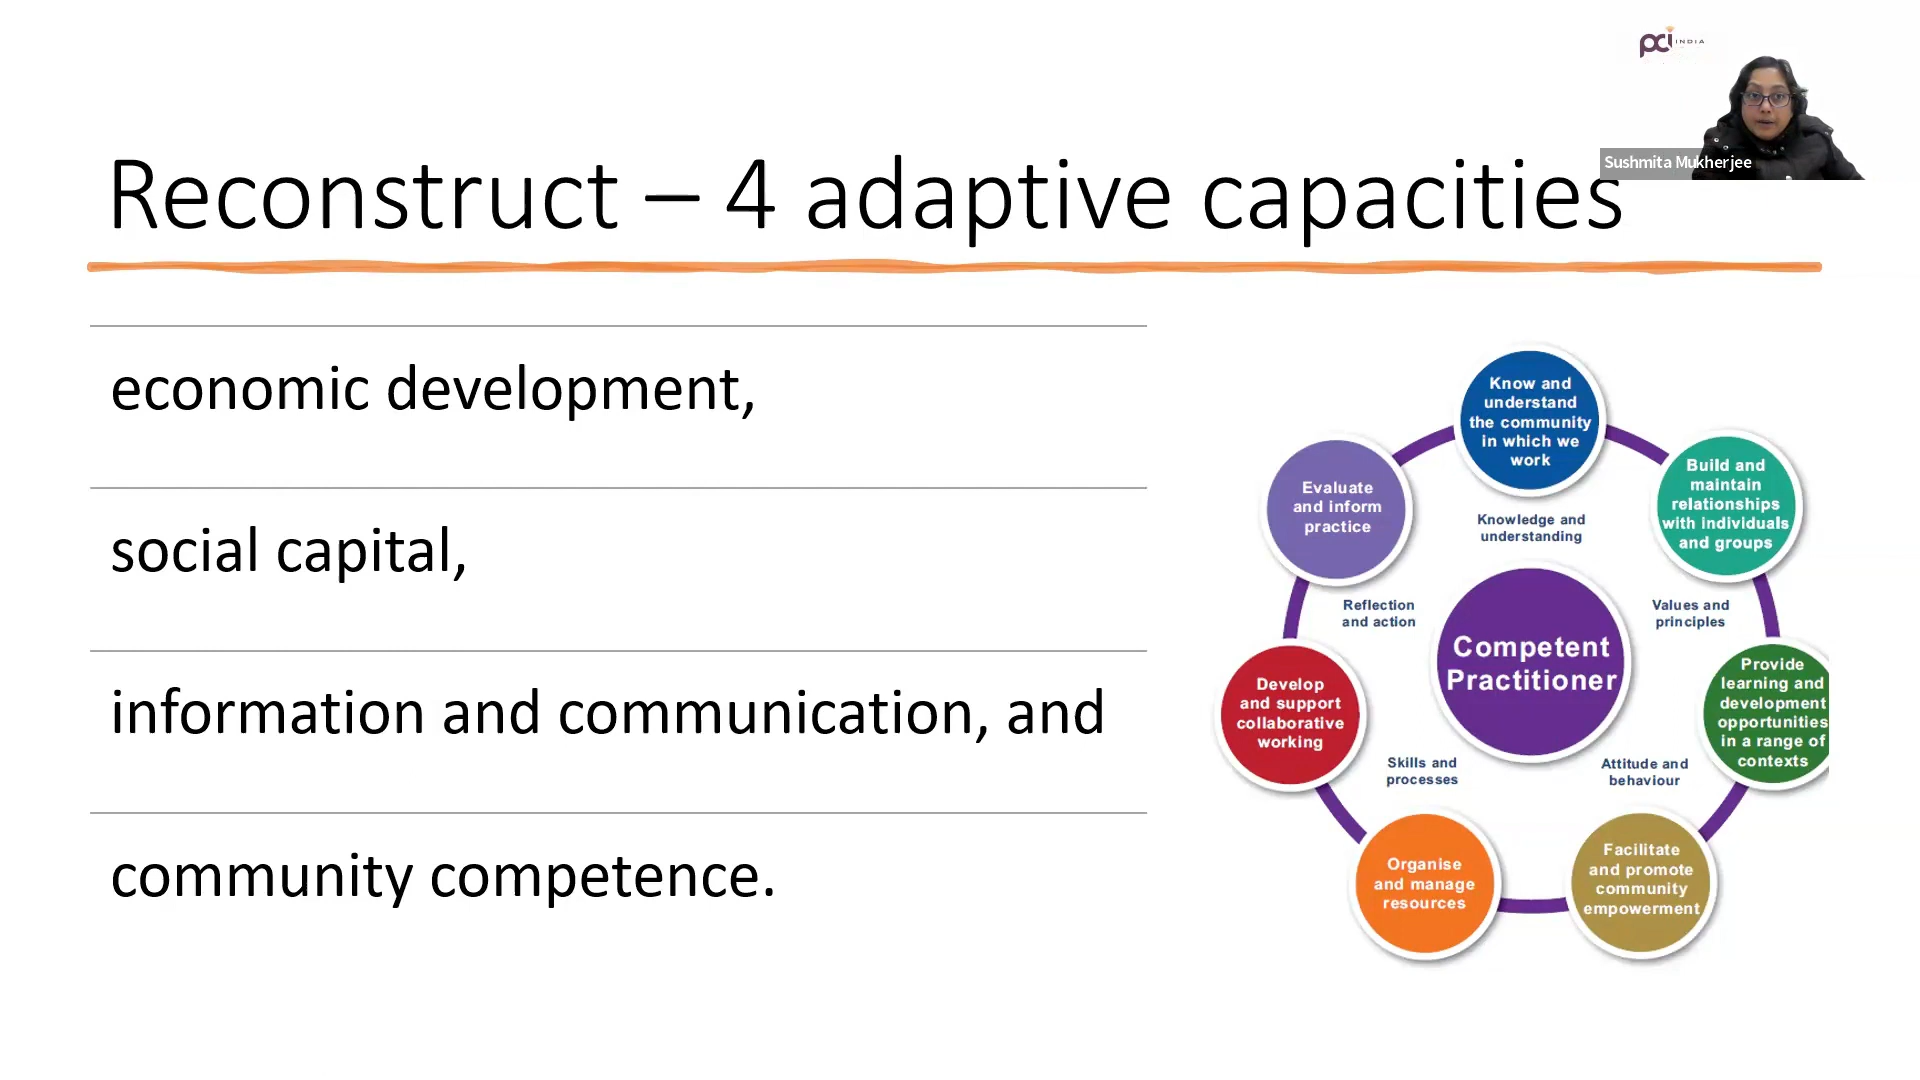 pci INDIA
Sushmita Mukherjee
Reconstruct – 4 adaptive capacities
economic development,
social capital,
information and communication, and
community competence.
Know and
understand
the community
in which we
work
Build and
maintain
relationships
with individuals
and groups
Provide
learning and
development
opportunities
in a range of
contexts
Facilitate
and promote
community
empowerment
Organise
and manage
resources
Develop
and support
collaborative
working
Evaluate
and inform
practice
Knowledge and
understanding
Values and
principles
Attitude and
behaviour
Skills and
processes
Reflection
and action
Competent
Practitioner